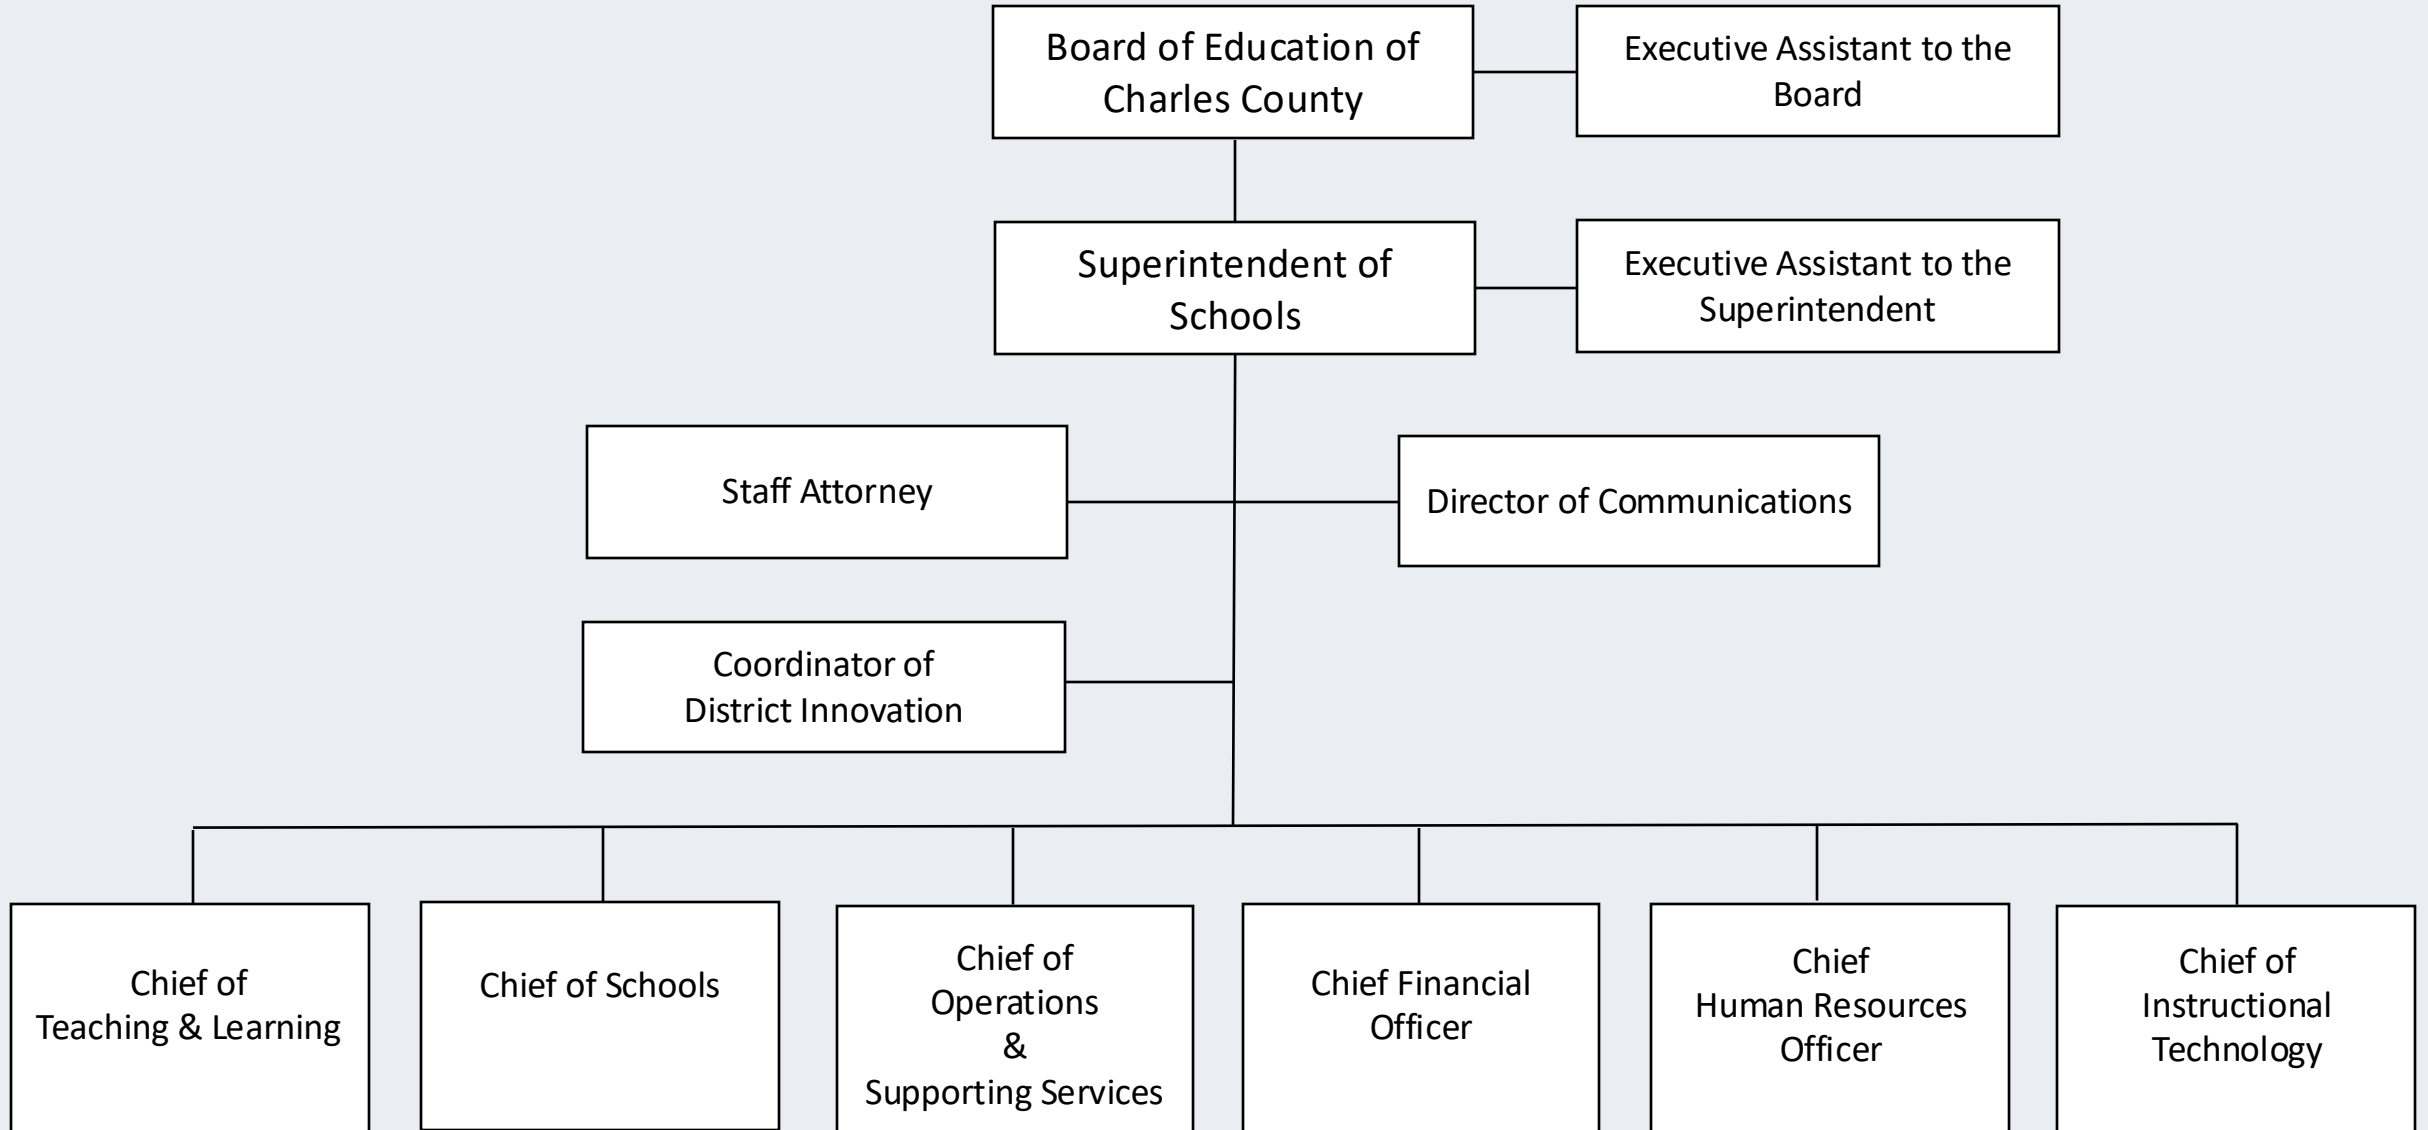 Board of Education of
Charles County
Executive Assistant to the
Board
Superintendent of
Schools
Executive Assistant to the
Superintendent
Staff Attorney
Director of Communications
Coordinator of
District Innovation
Chief of
Teaching & Learning
Chief of Schools
Chief of
Operations
&
Supporting Services
Chief Financial
Officer
Chief
Human Resources
Officer
Chief of
Instructional
Technology